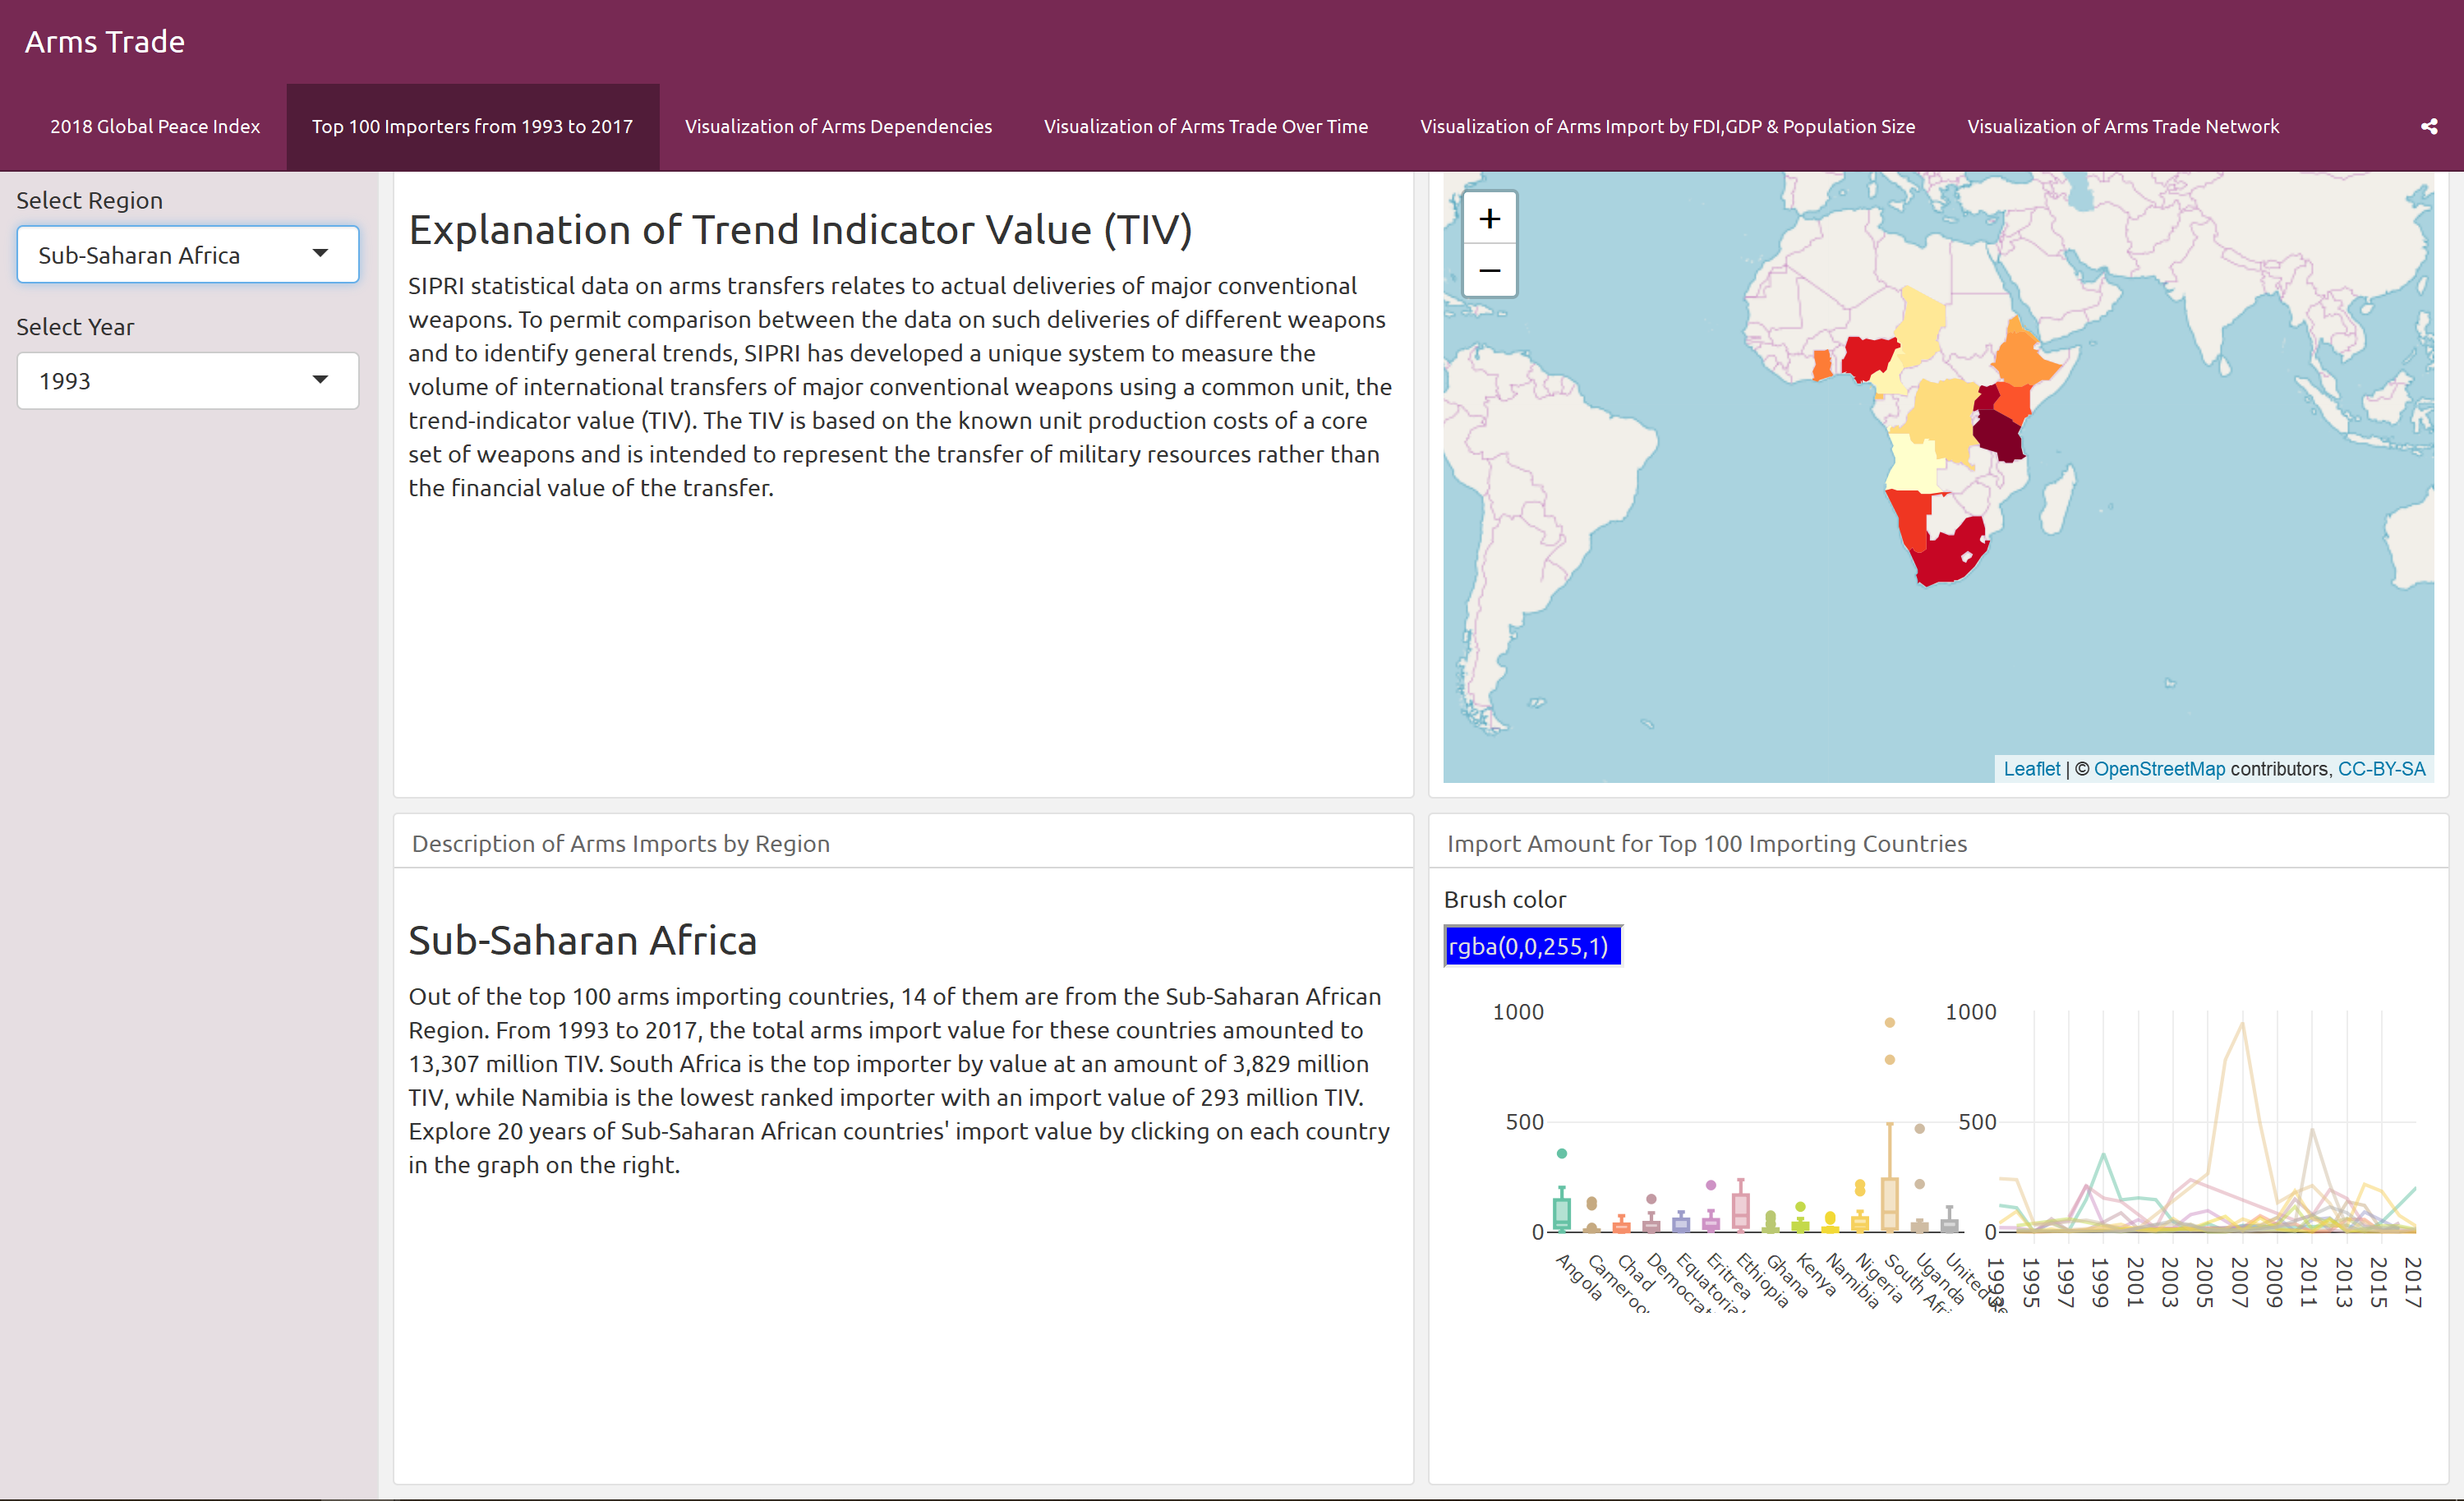 Arms Trade
2018 Global Peace Index
Top 100 Importers from 1993 to 2017
Visualization of Arms Dependencies
Visualization of Arms Trade Over Time
Visualization of Arms Import by FDI,GDP & Population Size
Visualization of Arms Trade Network
Select Region
Sub-Saharan Africa
Select Year
1993
Explanation of Trend Indicator Value (TIV)
SIPRI statistical data on arms transfers relates to actual deliveries of major conventional
weapons. To permit comparison between the data on such deliveries of different weapons
and to identify general trends, SIPRI has developed a unique system to measure the
volume of international transfers of major conventional weapons using a common unit, the
trend-indicator value (TIV). The TIV is based on the known unit production costs of a core
set of weapons and is intended to represent the transfer of military resources rather than
the financial value of the transfer.
+
−
Leaflet | © OpenStreetMap contributors, CC-BY-SA
Description of Arms Imports by Region
Sub-Saharan Africa
Out of the top 100 arms importing countries, 14 of them are from the Sub-Saharan African
Region. From 1993 to 2017, the total arms import value for these countries amounted to
13,307 million TIV. South Africa is the top importer by value at an amount of 3,829 million
TIV, while Namibia is the lowest ranked importer with an import value of 293 million TIV.
Explore 20 years of Sub-Saharan African countries' import value by clicking on each country
in the graph on the right.
Import Amount for Top 100 Importing Countries
Brush color
rgba(0,0,255,1)
1000
500
0
Angola
Cameroo
Chad
Democrat
Equatorial
Eritrea
Ethiopia
Ghana
Kenya
Namibia
Nigeria
South Afri
Uganda
United Re
1000
500
0
1993
1995
1997
1999
2001
2003
2005
2007
2009
2011
2013
2015
2017